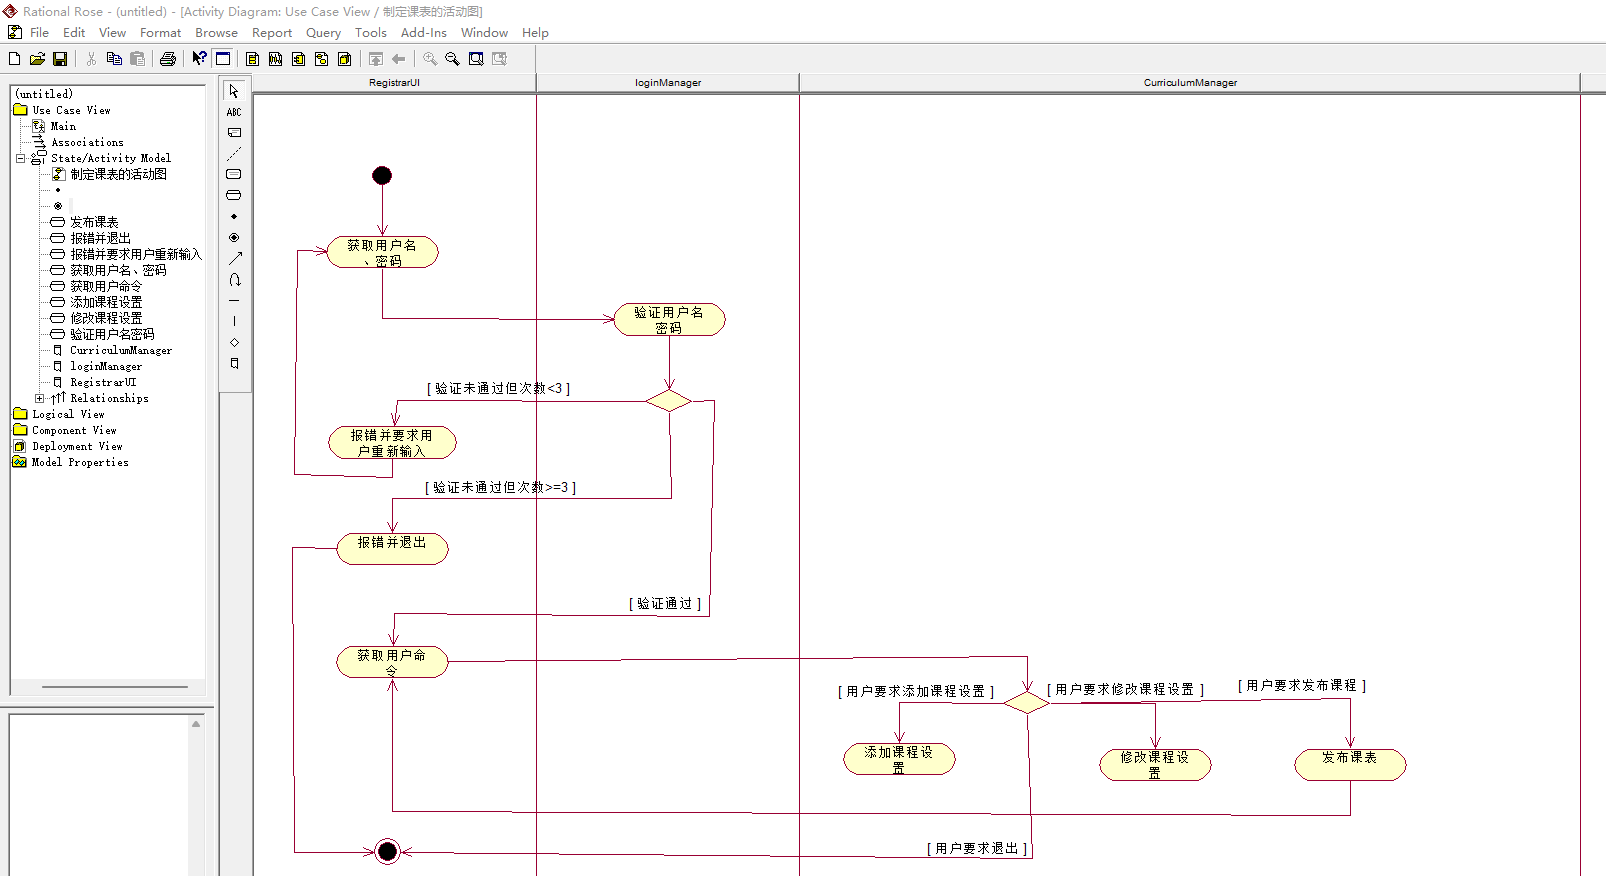 Rational Rose - (untitled) - [Activity Diagram: Use Case View / 制定课表的活动图]
File Edit View Format Browse Report Query Tools Add-Ins Window Help
(untitled)
Use Case View
Main
Associations
State/Activity Model
制定课表的活动图
发布课表
报错并退出
报错并要求用户重新输入
获取用户名、密码
获取用户命令
添加课程设置
修改课程设置
验证用户名密码
CurriculumManager
loginManager
RegistrarUI
Relationships
Logical View
Component View
Deployment View
Model Properties
ABC
RegistrarUI
loginManager
CurriculumManager
获取用户名
、密码
验证用户名
密码
[ 验证未通过但次数<3 ]
报错并要求用
户重新输入
[ 验证未通过但次数>=3 ]
报错并退出
[ 验证通过 ]
获取用户命
令
[ 用户要求添加课程设置 ]
[ 用户要求修改课程设置 ]
[ 用户要求发布课程 ]
添加课程设
置
修改课程设
置
发布课表
[ 用户要求退出 ]